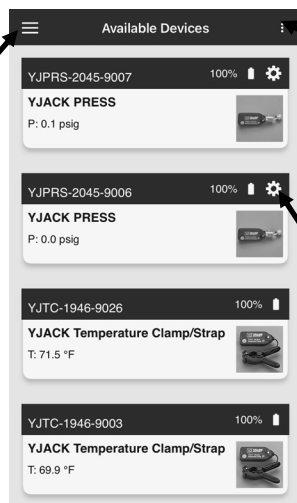 Available Devices
YJPRS-2045-9007 100%
YJACK PRESS
P: 0.1 psig
YJPRS-2045-9006 100%
YJACK PRESS
P: 0.0 psig
YJTC-1946-9026 100%
YJACK Temperature Clamp/Strap
T: 71.5 °F
YJTC-1946-9003 100%
YJACK Temperature Clamp/Strap
T: 69.9 °F